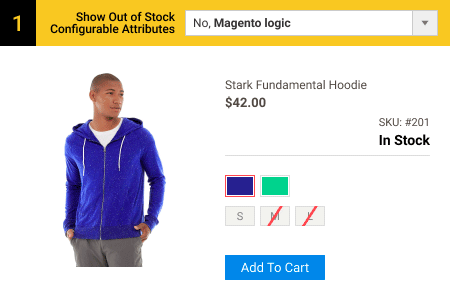 1
Show Out of Stock
Configurable Attributes
No, Magento logic
Stark Fundamental Hoodie
$42.00
SKU: #201
In Stock
S M L
Add To Cart